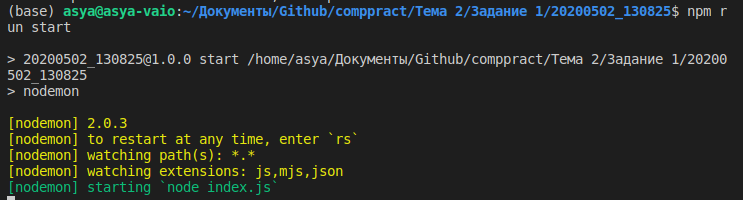 (base) asya@asya-vaio:~/Документы/Github/comppract/Тема 2/Задание 1/20200502_130825$ npm r
un start
> 20200502_130825@1.0.0 start /home/asya/Документы/Github/comppract/Тема 2/Задание 1/20200
502_130825
> nodemon
[nodemon] 2.0.3
[nodemon] to restart at any time, enter `rs`
[nodemon] watching path(s): *.*
[nodemon] watching extensions: js,mjs,json
[nodemon] starting `node index.js`